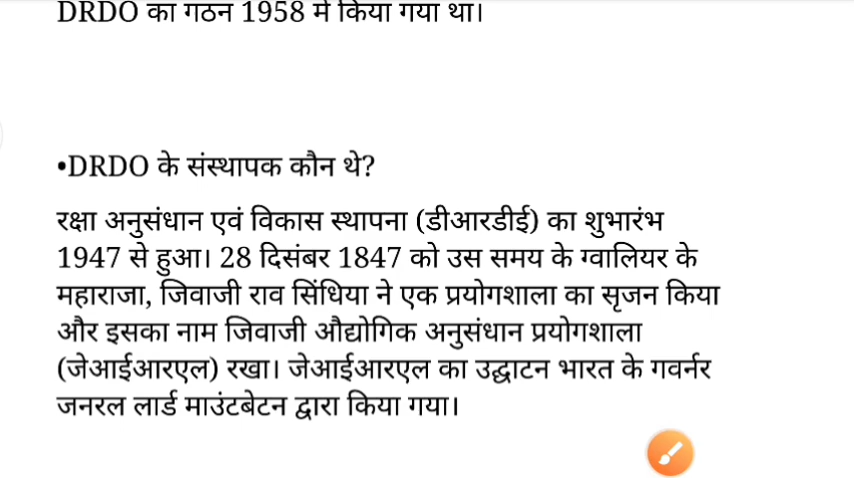 DRDO का गठन 1958 में किया गया था।
•DRDO के संस्थापक कौन थे?
रक्षा अनुसंधान एवं विकास स्थापना (डीआरडीई) का शुभारंभ
1947 से हुआ। 28 दिसंबर 1847 को उस समय के ग्वालियर के
महाराजा, जिवाजी राव सिंधिया ने एक प्रयोगशाला का सृजन किया
और इसका नाम जिवाजी औद्योगिक अनुसंधान प्रयोगशाला
(जेआईआरएल) रखा। जेआईआरएल का उद्घाटन भारत के गवर्नर
जनरल लार्ड माउंटबेटन द्वारा किया गया।